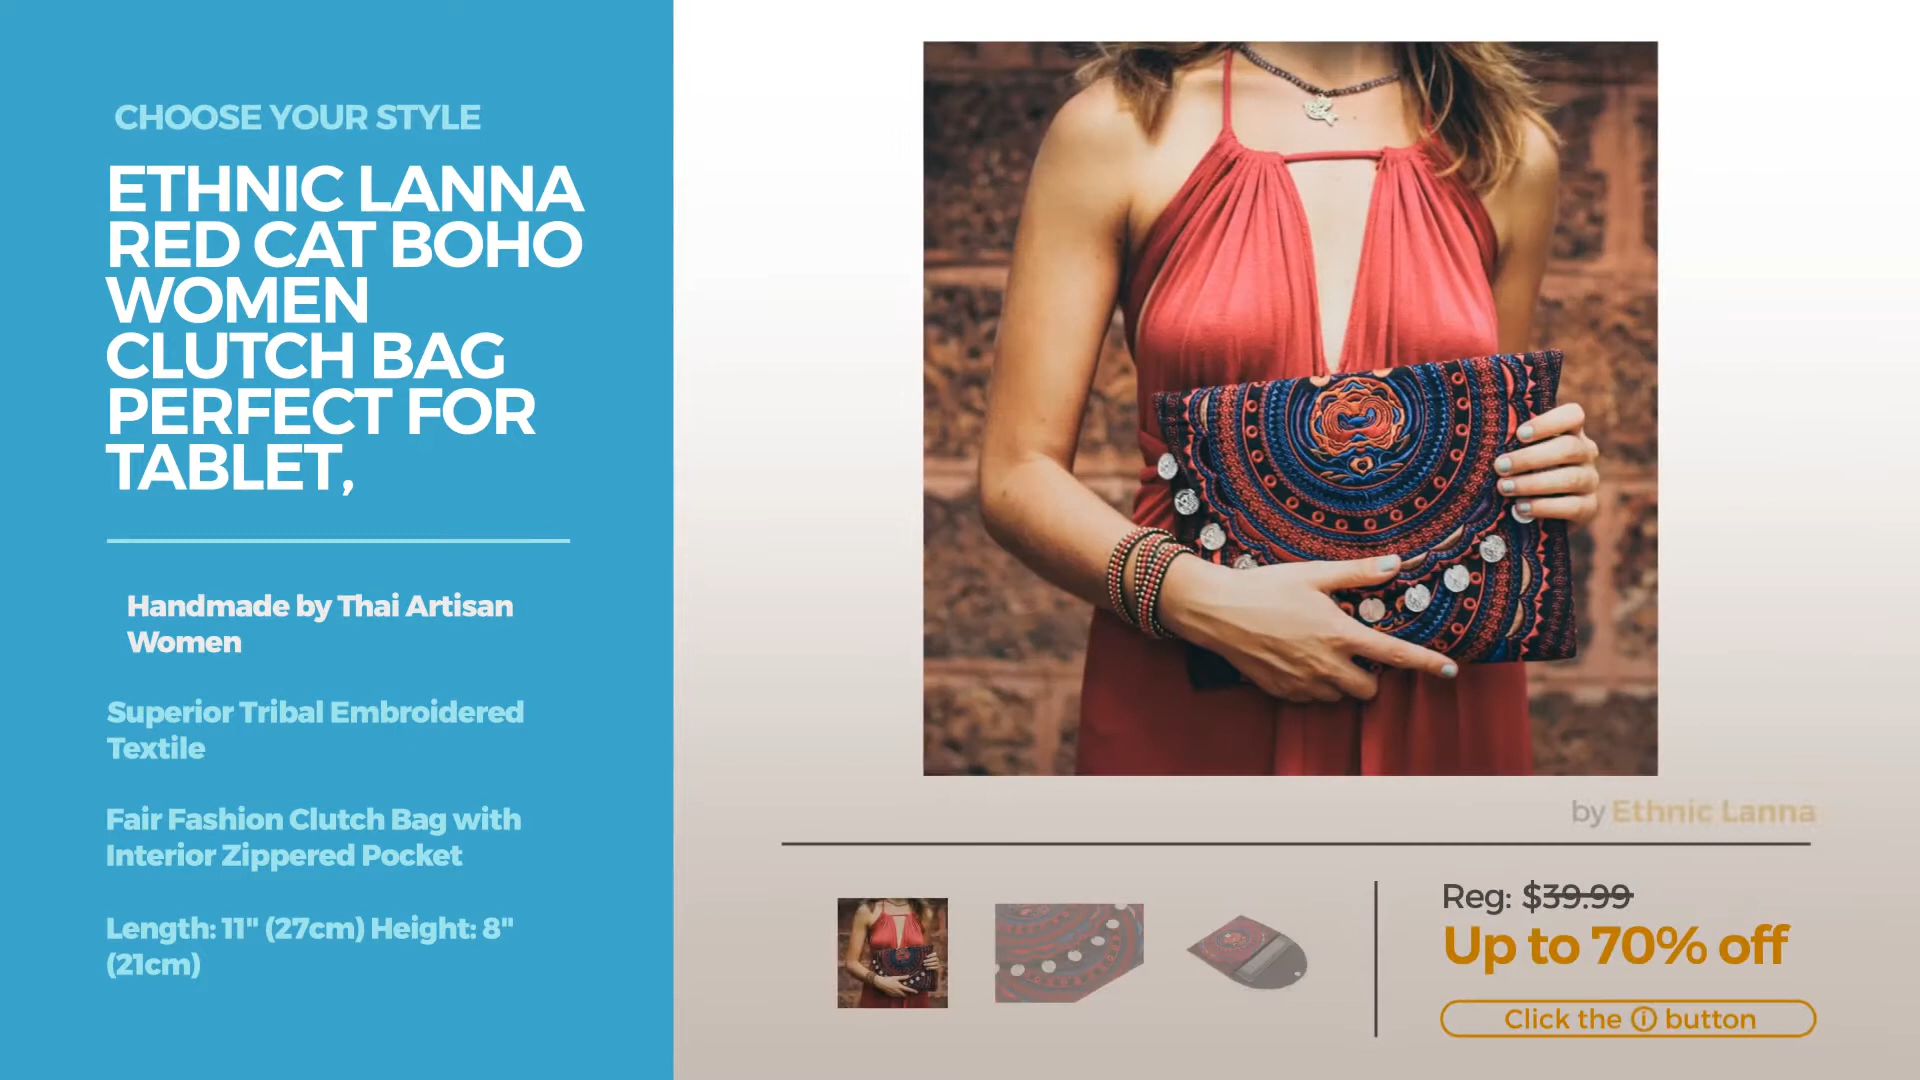 CHOOSE YOUR STYLE
ETHNIC LANNA
RED CAT BOHO
WOMEN
CLUTCH BAG
PERFECT FOR
TABLET,
Handmade by Thai Artisan
Women
Superior Tribal Embroidered
Textile
Fair Fashion Clutch Bag with
Interior Zippered Pocket
Length: 11" (27cm) Height: 8"
(21cm)
by Ethnic Lanna
Reg: $39.99
Up to 70% off
Click the ⓘ button